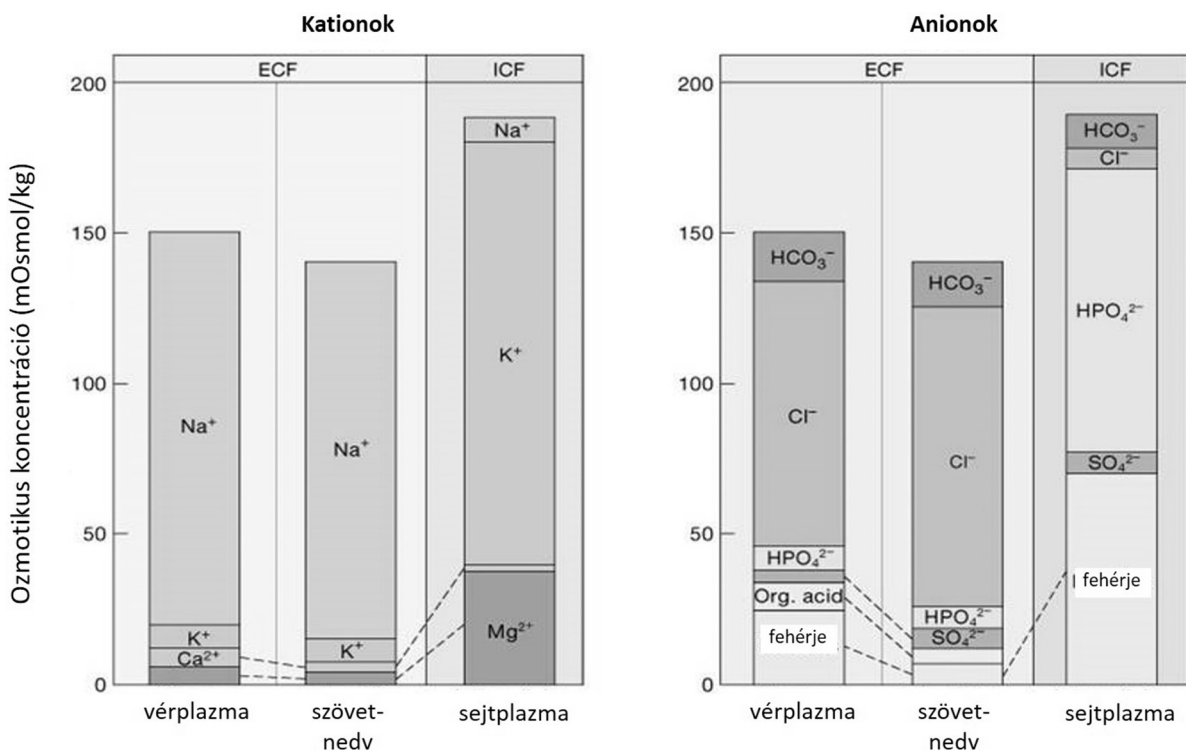 Kationok
ECF
ICF
Ozmotikus koncentráció (mOsmol/kg)
200
150
100
50
0
Na⁺
K⁺
Ca²⁺
Na⁺
K⁺
Na⁺
K⁺
Mg²⁺
vérplazma
szövet-
nedv
sejtplazma
Anionok
ECF
ICF
200
150
100
50
0
HCO₃⁻
Cl⁻
HPO₄²⁻
Org. acid
fehérje
HCO₃⁻
Cl⁻
HPO₄²⁻
SO₄²⁻
HCO₃⁻
Cl⁻
HPO₄²⁻
SO₄²⁻
fehérje
vérplazma
szövet-
nedv
sejtplazma